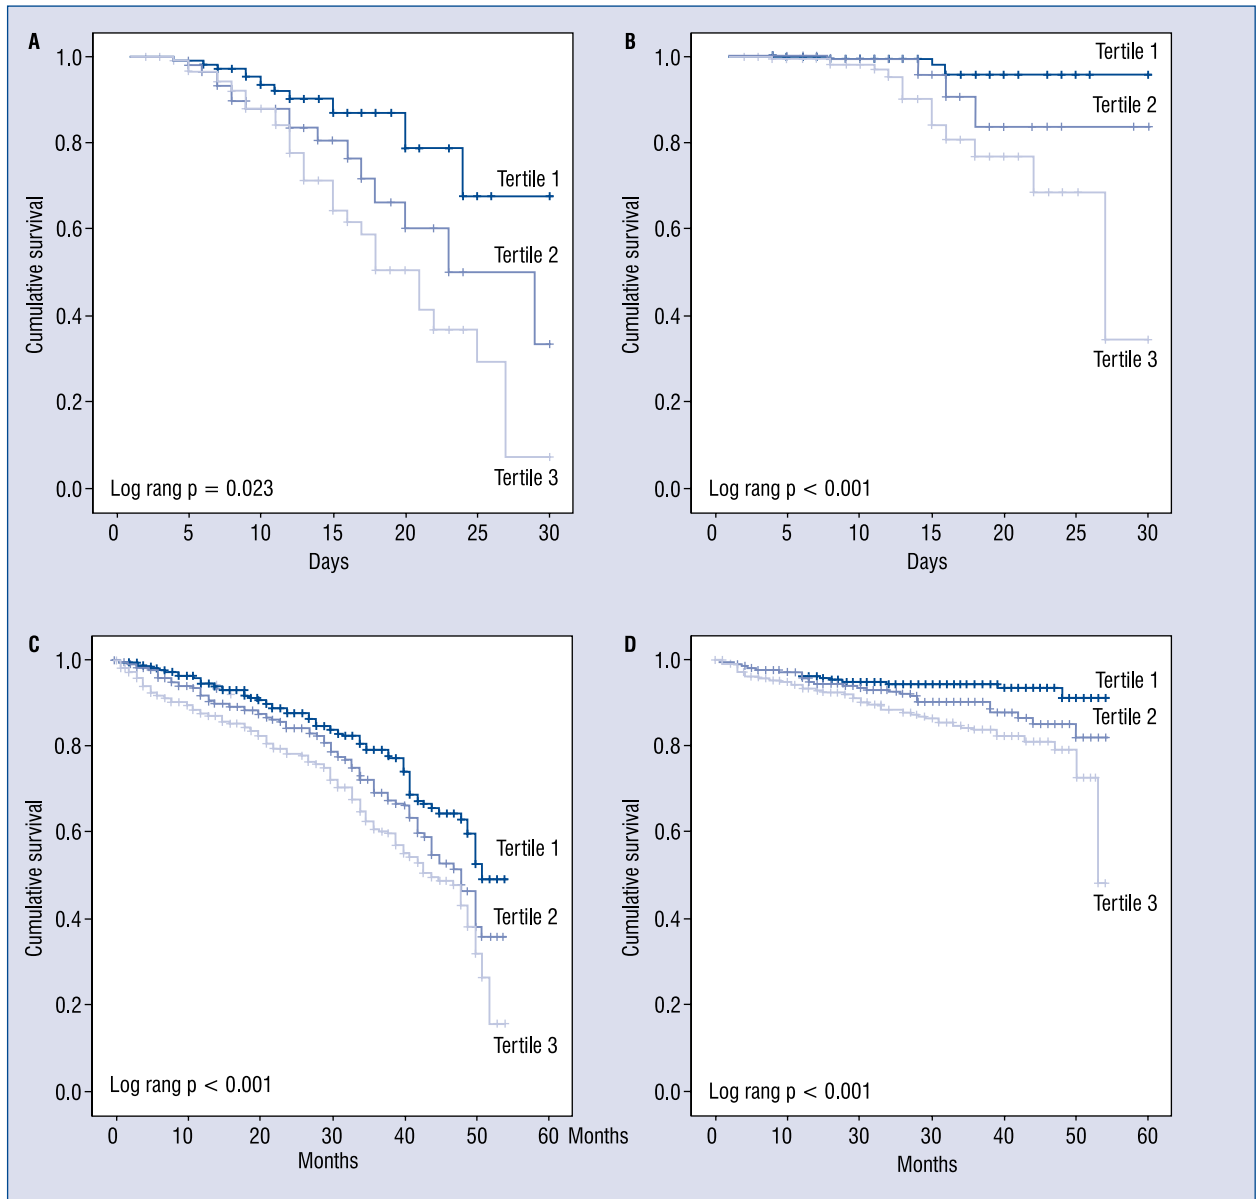 A
1.0
0.8
0.6
0.4
0.2
0.0
Cumulative survival
Tertile 1
Tertile 2
Tertile 3
Log rang p = 0.023
0 5 10 15 20 25 30
Days
B
1.0
0.8
0.6
0.4
0.2
0.0
Cumulative survival
Tertile 1
Tertile 2
Tertile 3
Log rang p < 0.001
0 5 10 15 20 25 30
Days
C
1.0
0.8
0.6
0.4
0.2
0.0
Cumulative survival
Tertile 1
Tertile 2
Tertile 3
Log rang p < 0.001
0 10 20 30 40 50 60 Months
Months
D
1.0
0.8
0.6
0.4
0.2
0.0
Cumulative survival
Tertile 1
Tertile 2
Tertile 3
Log rang p < 0.001
0 10 30 30 40 50 60
Months